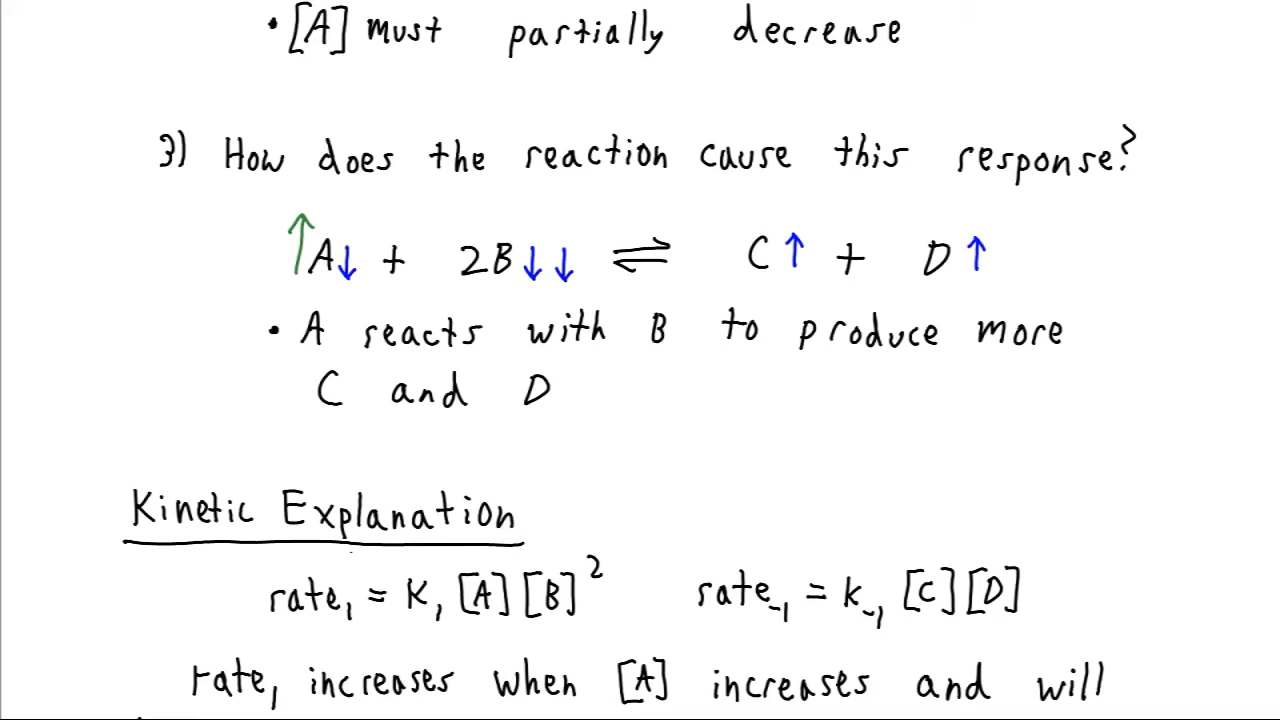 • [A] must partially decrease
3) How does the reaction cause this response?
↑A↓ + 2B↓↓ ⇌ C↑ + D↑
• A reacts with B to produce more
C and D
Kinetic Explanation
rate₁ = k₁ [A][B]² rate₋₁ = k₋₁ [C][D]
rate₁ increases when [A] increases and will